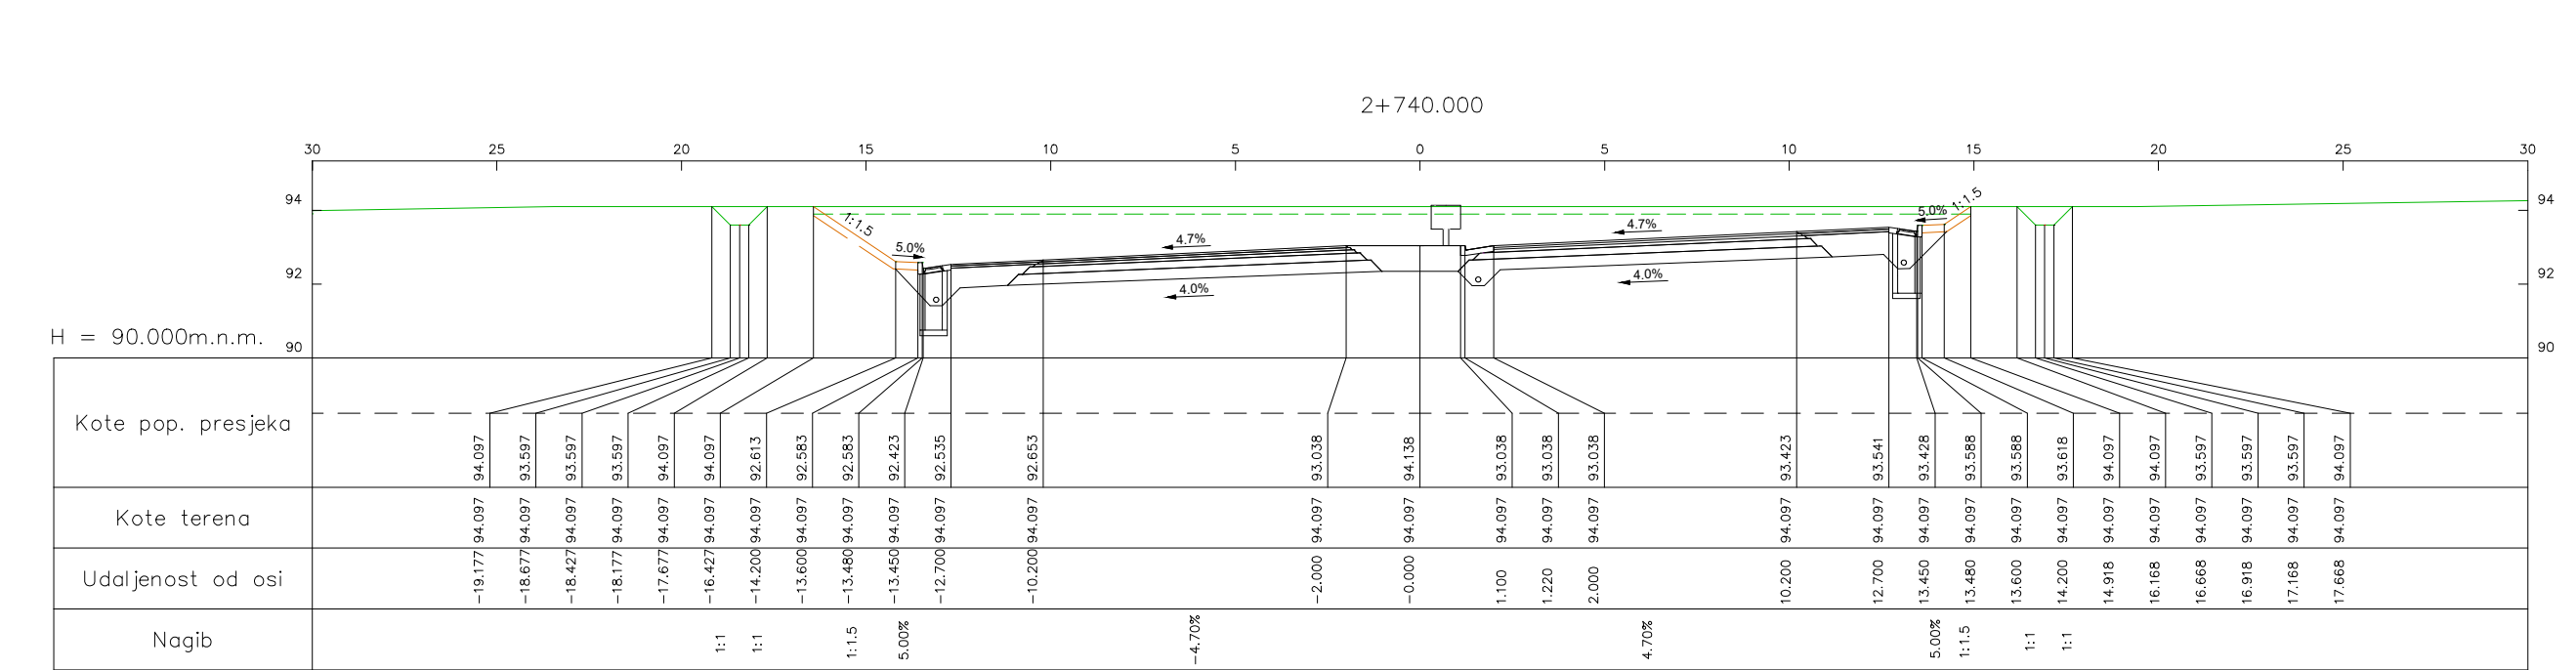 2+740.000
30 25 20 15 10 5 0 5 10 15 20 25 30
94 94
1:1.5 5.0% 4.7% 4.7% 5.0% 1:1.5
92 92
4.0% 4.0%
H = 90.000m.n.m. 90 90
Kote pop. presjeka 94.097 93.597 93.597 93.597 94.097 94.097 92.613 92.583 92.583 92.423 92.535 92.653 93.038 94.138 93.038 93.038 93.038 93.423 93.541 93.428 93.588 93.588 93.618 94.097 94.097 93.597 93.597 93.597 94.097
Kote terena 94.097 94.097 94.097 94.097 94.097 94.097 94.097 94.097 94.097 94.097 94.097 94.097 94.097 94.097 94.097 94.097 94.097 94.097 94.097 94.097 94.097 94.097 94.097 94.097 94.097 94.097 94.097 94.097 94.097
Udaljenost od osi -19.177 -18.677 -18.427 -18.177 -17.677 -16.427 -14.200 -13.600 -13.480 -13.450 -12.700 -10.200 -2.000 -0.000 1.100 1.220 2.000 10.200 12.700 13.450 13.480 13.600 14.200 14.918 16.168 16.668 16.918 17.168 17.668
Nagib 1:1 1:1 1:1.5 5.00% -4.70% 4.70% 5.00% 1:1.5 1:1 1:1